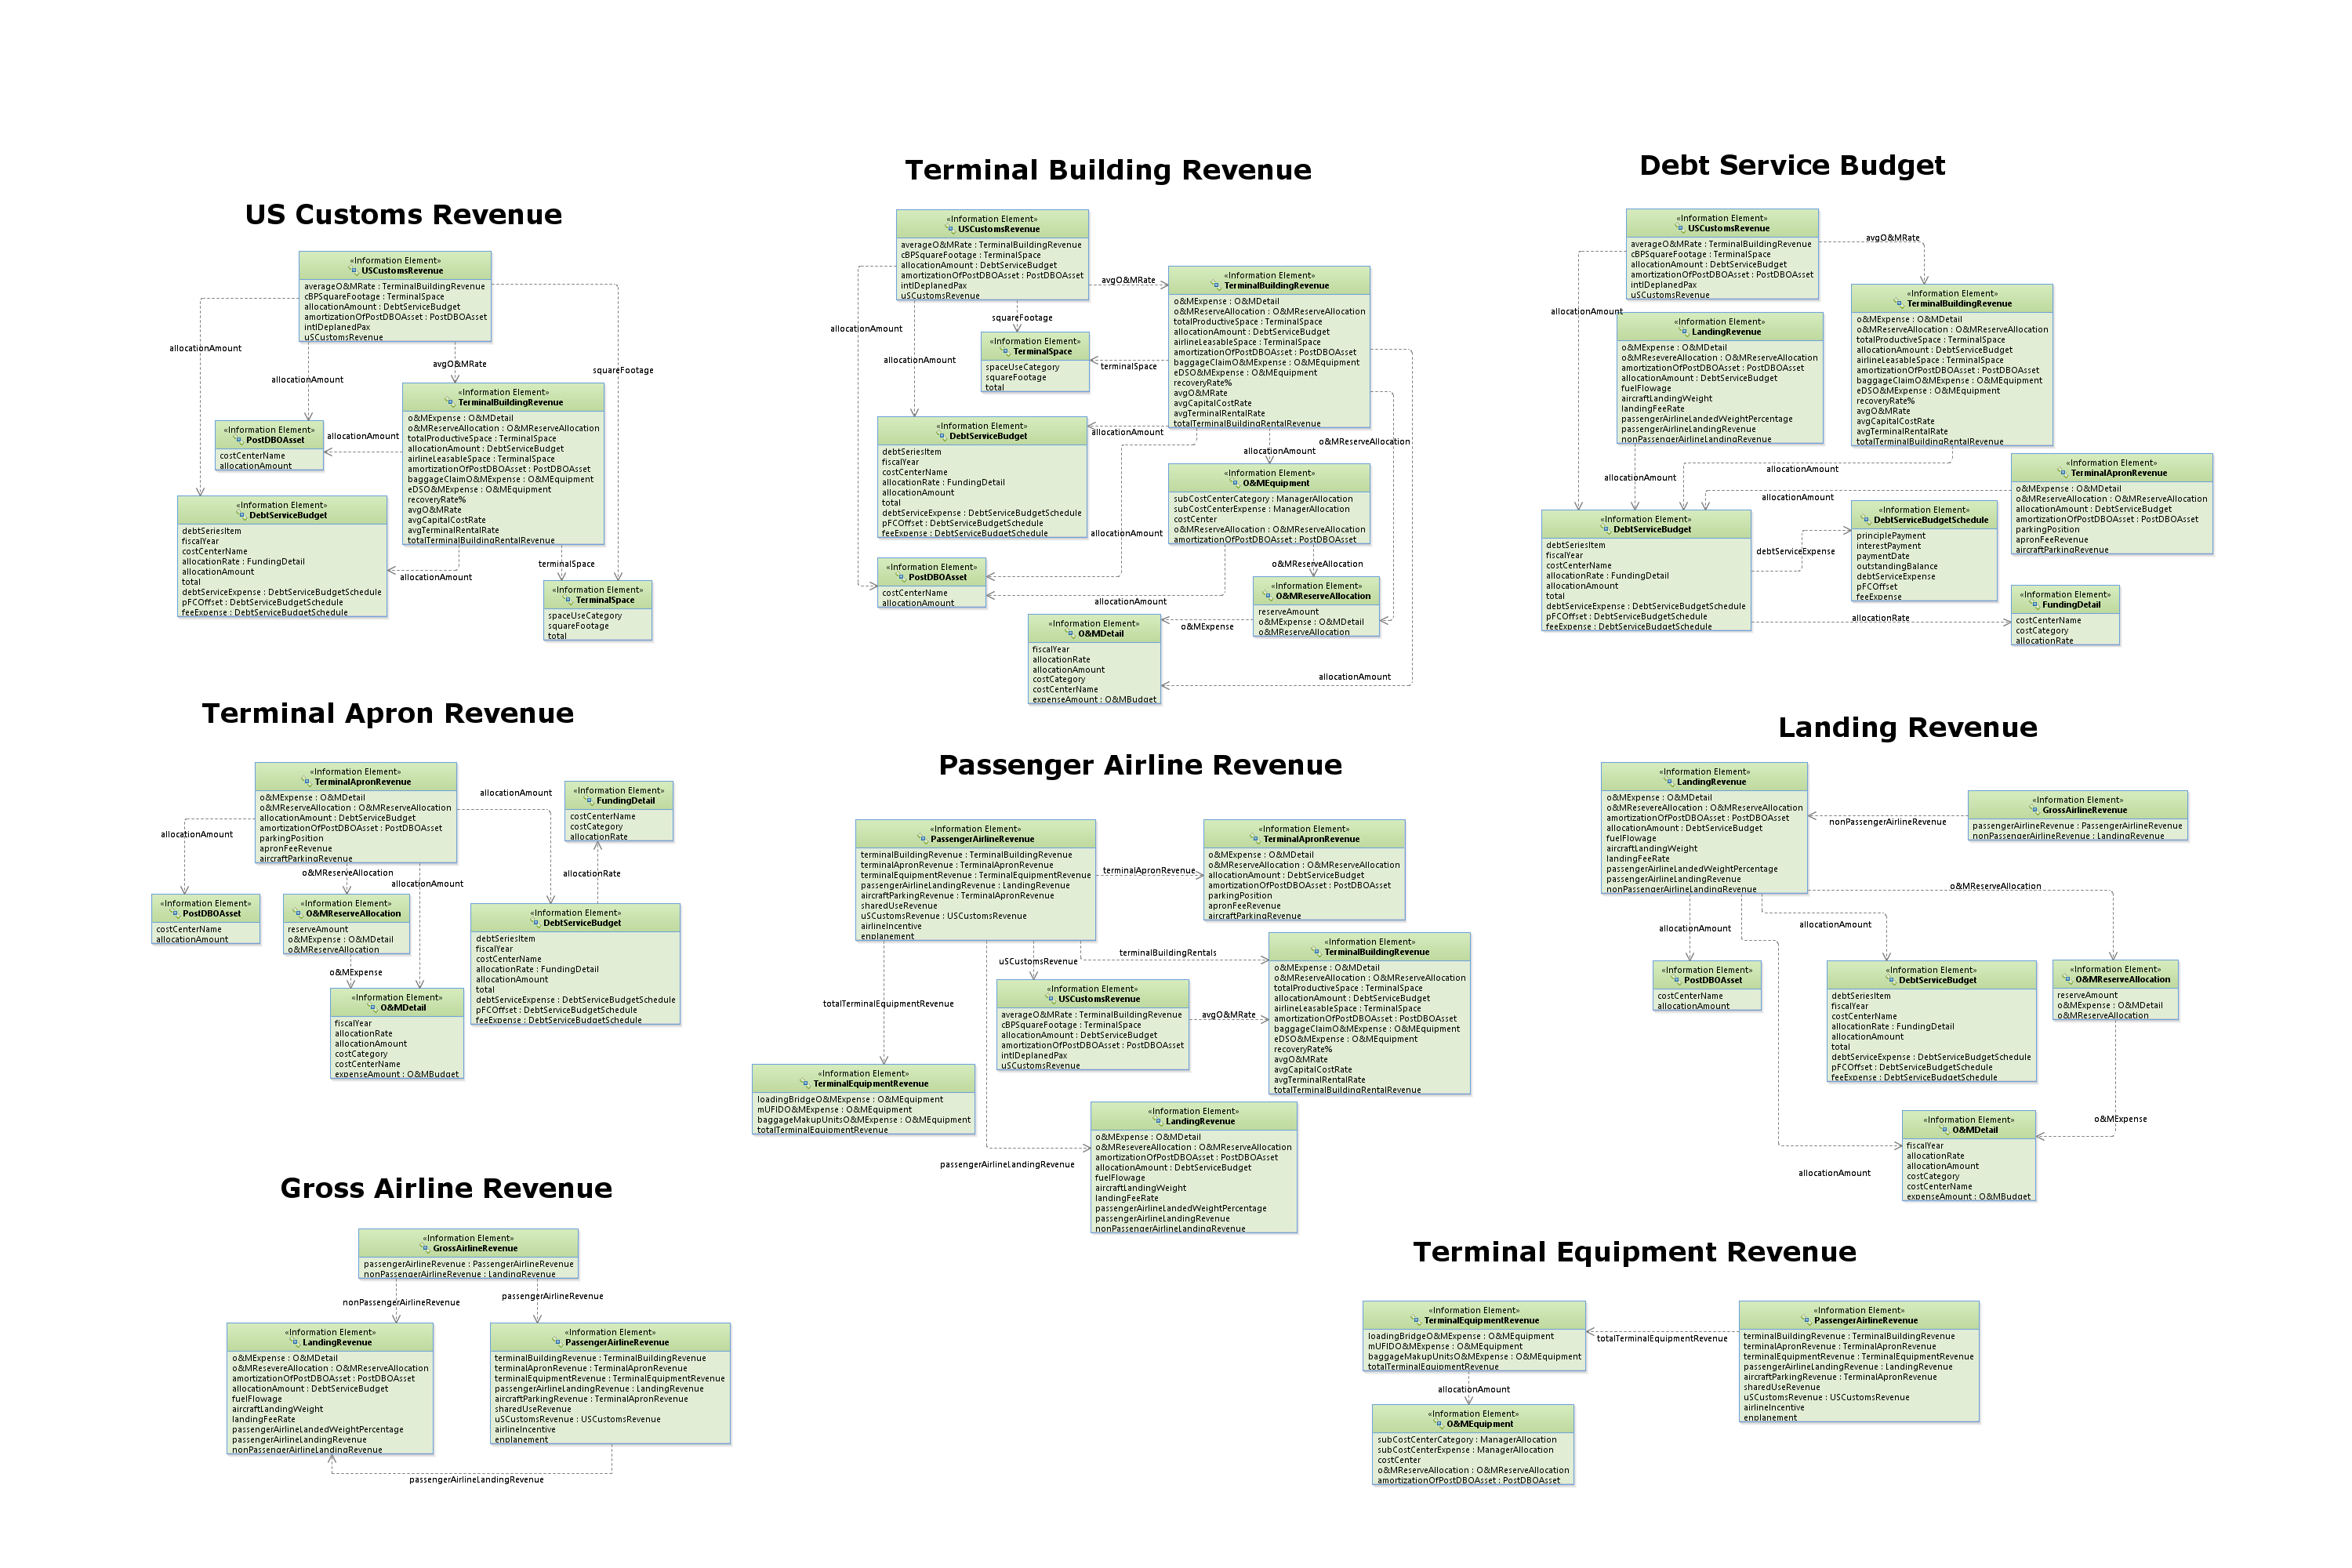 US Customs Revenue
«Information Element»
USCustomsRevenue
averageO&MRate : TerminalBuildingRevenue
cBPSquareFootage : TerminalSpace
allocationAmount : DebtServiceBudget
amortizationOfPostDBOAsset : PostDBOAsset
intlDeplanedPax
uSCustomsRevenue
allocationAmount
allocationAmount
avgO&MRate
squareFootage
«Information Element»
PostDBOAsset
costCenterName
allocationAmount
allocationAmount
«Information Element»
TerminalBuildingRevenue
o&MExpense : O&MDetail
o&MReserveAllocation : O&MReserveAllocation
totalProductiveSpace : TerminalSpace
allocationAmount : DebtServiceBudget
airlineLeasableSpace : TerminalSpace
amortizationOfPostDBOAsset : PostDBOAsset
baggageClaimO&MExpense : O&MEquipment
eDSO&MExpense : O&MEquipment
recoveryRate%
avgO&MRate
avgCapitalCostRate
avgTerminalRentalRate
totalTerminalBuildingRentalRevenue
«Information Element»
DebtServiceBudget
debtSeriesItem
fiscalYear
costCenterName
allocationRate : FundingDetail
allocationAmount
total
debtServiceExpense : DebtServiceBudgetSchedule
pFCOffset : DebtServiceBudgetSchedule
feeExpense : DebtServiceBudgetSchedule
allocationAmount
terminalSpace
«Information Element»
TerminalSpace
spaceUseCategory
squareFootage
total
Terminal Building Revenue
«Information Element»
USCustomsRevenue
averageO&MRate : TerminalBuildingRevenue
cBPSquareFootage : TerminalSpace
allocationAmount : DebtServiceBudget
amortizationOfPostDBOAsset : PostDBOAsset
intlDeplanedPax
uSCustomsRevenue
avgO&MRate
«Information Element»
TerminalBuildingRevenue
o&MExpense : O&MDetail
o&MReserveAllocation : O&MReserveAllocation
totalProductiveSpace : TerminalSpace
allocationAmount : DebtServiceBudget
airlineLeasableSpace : TerminalSpace
amortizationOfPostDBOAsset : PostDBOAsset
baggageClaimO&MExpense : O&MEquipment
eDSO&MExpense : O&MEquipment
recoveryRate%
avgO&MRate
avgCapitalCostRate
avgTerminalRentalRate
totalTerminalBuildingRentalRevenue
allocationAmount
allocationAmount
squareFootage
«Information Element»
TerminalSpace
spaceUseCategory
squareFootage
total
terminalSpace
«Information Element»
DebtServiceBudget
debtSeriesItem
fiscalYear
costCenterName
allocationRate : FundingDetail
allocationAmount
total
debtServiceExpense : DebtServiceBudgetSchedule
pFCOffset : DebtServiceBudgetSchedule
feeExpense : DebtServiceBudgetSchedule
allocationAmount
allocationAmount
o&MReserveAllocation
«Information Element»
O&MEquipment
subCostCenterCategory : ManagerAllocation
subCostCenterExpense : ManagerAllocation
costCenter
o&MReserveAllocation : O&MReserveAllocation
amortizationOfPostDBOAsset : PostDBOAsset
allocationAmount
o&MReserveAllocation
«Information Element»
PostDBOAsset
costCenterName
allocationAmount
allocationAmount
«Information Element»
O&MReserveAllocation
reserveAmount
o&MExpense : O&MDetail
o&MReserveAllocation
o&MExpense
«Information Element»
O&MDetail
fiscalYear
allocationRate
allocationAmount
costCategory
costCenterName
expenseAmount : O&MBudget
allocationAmount
Debt Service Budget
«Information Element»
USCustomsRevenue
averageO&MRate : TerminalBuildingRevenue
cBPSquareFootage : TerminalSpace
allocationAmount : DebtServiceBudget
amortizationOfPostDBOAsset : PostDBOAsset
intlDeplanedPax
uSCustomsRevenue
avgO&MRate
allocationAmount
«Information Element»
LandingRevenue
o&MExpense : O&MDetail
o&MResevereAllocation : O&MReserveAllocation
amortizationOfPostDBOAsset : PostDBOAsset
allocationAmount : DebtServiceBudget
fuelFlowage
aircraftLandingWeight
landingFeeRate
passengerAirlineLandedWeightPercentage
passengerAirlineLandingRevenue
nonPassengerAirlineLandingRevenue
«Information Element»
TerminalBuildingRevenue
o&MExpense : O&MDetail
o&MReserveAllocation : O&MReserveAllocation
totalProductiveSpace : TerminalSpace
allocationAmount : DebtServiceBudget
airlineLeasableSpace : TerminalSpace
amortizationOfPostDBOAsset : PostDBOAsset
baggageClaimO&MExpense : O&MEquipment
eDSO&MExpense : O&MEquipment
recoveryRate%
avgO&MRate
avgCapitalCostRate
avgTerminalRentalRate
totalTerminalBuildingRentalRevenue
allocationAmount
allocationAmount
allocationAmount
«Information Element»
TerminalApronRevenue
o&MExpense : O&MDetail
o&MReserveAllocation : O&MReserveAllocation
allocationAmount : DebtServiceBudget
amortizationOfPostDBOAsset : PostDBOAsset
parkingPosition
apronFeeRevenue
aircraftParkingRevenue
«Information Element»
DebtServiceBudget
debtSeriesItem
fiscalYear
costCenterName
allocationRate : FundingDetail
allocationAmount
total
debtServiceExpense : DebtServiceBudgetSchedule
pFCOffset : DebtServiceBudgetSchedule
feeExpense : DebtServiceBudgetSchedule
debtServiceExpense
«Information Element»
DebtServiceBudgetSchedule
principlePayment
interestPayment
paymentDate
outstandingBalance
debtServiceExpense
pFCOffset
feeExpense
allocationRate
«Information Element»
FundingDetail
costCenterName
costCategory
allocationRate
Terminal Apron Revenue
«Information Element»
TerminalApronRevenue
o&MExpense : O&MDetail
o&MReserveAllocation : O&MReserveAllocation
allocationAmount : DebtServiceBudget
amortizationOfPostDBOAsset : PostDBOAsset
parkingPosition
apronFeeRevenue
aircraftParkingRevenue
allocationAmount
allocationAmount
«Information Element»
FundingDetail
costCenterName
costCategory
allocationRate
allocationRate
o&MReserveAllocation
allocationAmount
«Information Element»
PostDBOAsset
costCenterName
allocationAmount
«Information Element»
O&MReserveAllocation
reserveAmount
o&MExpense : O&MDetail
o&MReserveAllocation
o&MExpense
«Information Element»
DebtServiceBudget
debtSeriesItem
fiscalYear
costCenterName
allocationRate : FundingDetail
allocationAmount
total
debtServiceExpense : DebtServiceBudgetSchedule
pFCOffset : DebtServiceBudgetSchedule
feeExpense : DebtServiceBudgetSchedule
«Information Element»
O&MDetail
fiscalYear
allocationRate
allocationAmount
costCategory
costCenterName
expenseAmount : O&MBudget
Passenger Airline Revenue
«Information Element»
PassengerAirlineRevenue
terminalBuildingRevenue : TerminalBuildingRevenue
terminalApronRevenue : TerminalApronRevenue
terminalEquipmentRevenue : TerminalEquipmentRevenue
passengerAirlineLandingRevenue : LandingRevenue
aircraftParkingRevenue : TerminalApronRevenue
sharedUseRevenue
uSCustomsRevenue : USCustomsRevenue
airlineIncentive
enplanement
terminalApronRevenue
«Information Element»
TerminalApronRevenue
o&MExpense : O&MDetail
o&MReserveAllocation : O&MReserveAllocation
allocationAmount : DebtServiceBudget
amortizationOfPostDBOAsset : PostDBOAsset
parkingPosition
apronFeeRevenue
aircraftParkingRevenue
uSCustomsRevenue
terminalBuildingRentals
«Information Element»
TerminalBuildingRevenue
o&MExpense : O&MDetail
o&MReserveAllocation : O&MReserveAllocation
totalProductiveSpace : TerminalSpace
allocationAmount : DebtServiceBudget
airlineLeasableSpace : TerminalSpace
amortizationOfPostDBOAsset : PostDBOAsset
baggageClaimO&MExpense : O&MEquipment
eDSO&MExpense : O&MEquipment
recoveryRate%
avgO&MRate
avgCapitalCostRate
avgTerminalRentalRate
totalTerminalBuildingRentalRevenue
«Information Element»
USCustomsRevenue
averageO&MRate : TerminalBuildingRevenue
cBPSquareFootage : TerminalSpace
allocationAmount : DebtServiceBudget
amortizationOfPostDBOAsset : PostDBOAsset
intlDeplanedPax
uSCustomsRevenue
avgO&MRate
totalTerminalEquipmentRevenue
«Information Element»
TerminalEquipmentRevenue
loadingBridgeO&MExpense : O&MEquipment
mUFIDO&MExpense : O&MEquipment
baggageMakupUnitsO&MExpense : O&MEquipment
totalTerminalEquipmentRevenue
passengerAirlineLandingRevenue
«Information Element»
LandingRevenue
o&MExpense : O&MDetail
o&MResevereAllocation : O&MReserveAllocation
amortizationOfPostDBOAsset : PostDBOAsset
allocationAmount : DebtServiceBudget
fuelFlowage
aircraftLandingWeight
landingFeeRate
passengerAirlineLandedWeightPercentage
passengerAirlineLandingRevenue
nonPassengerAirlineLandingRevenue
Landing Revenue
«Information Element»
LandingRevenue
o&MExpense : O&MDetail
o&MResevereAllocation : O&MReserveAllocation
amortizationOfPostDBOAsset : PostDBOAsset
allocationAmount : DebtServiceBudget
fuelFlowage
aircraftLandingWeight
landingFeeRate
passengerAirlineLandedWeightPercentage
passengerAirlineLandingRevenue
nonPassengerAirlineLandingRevenue
nonPassengerAirlineRevenue
«Information Element»
GrossAirlineRevenue
passengerAirlineRevenue : PassengerAirlineRevenue
nonPassengerAirlineRevenue : LandingRevenue
o&MReserveAllocation
allocationAmount
allocationAmount
«Information Element»
PostDBOAsset
costCenterName
allocationAmount
«Information Element»
DebtServiceBudget
debtSeriesItem
fiscalYear
costCenterName
allocationRate : FundingDetail
allocationAmount
total
debtServiceExpense : DebtServiceBudgetSchedule
pFCOffset : DebtServiceBudgetSchedule
feeExpense : DebtServiceBudgetSchedule
«Information Element»
O&MReserveAllocation
reserveAmount
o&MExpense : O&MDetail
o&MReserveAllocation
o&MExpense
allocationAmount
«Information Element»
O&MDetail
fiscalYear
allocationRate
allocationAmount
costCategory
costCenterName
expenseAmount : O&MBudget
Gross Airline Revenue
«Information Element»
GrossAirlineRevenue
passengerAirlineRevenue : PassengerAirlineRevenue
nonPassengerAirlineRevenue : LandingRevenue
nonPassengerAirlineRevenue
passengerAirlineRevenue
«Information Element»
LandingRevenue
o&MExpense : O&MDetail
o&MResevereAllocation : O&MReserveAllocation
amortizationOfPostDBOAsset : PostDBOAsset
allocationAmount : DebtServiceBudget
fuelFlowage
aircraftLandingWeight
landingFeeRate
passengerAirlineLandedWeightPercentage
passengerAirlineLandingRevenue
nonPassengerAirlineLandingRevenue
«Information Element»
PassengerAirlineRevenue
terminalBuildingRevenue : TerminalBuildingRevenue
terminalApronRevenue : TerminalApronRevenue
terminalEquipmentRevenue : TerminalEquipmentRevenue
passengerAirlineLandingRevenue : LandingRevenue
aircraftParkingRevenue : TerminalApronRevenue
sharedUseRevenue
uSCustomsRevenue : USCustomsRevenue
airlineIncentive
enplanement
passengerAirlineLandingRevenue
Terminal Equipment Revenue
«Information Element»
TerminalEquipmentRevenue
loadingBridgeO&MExpense : O&MEquipment
mUFIDO&MExpense : O&MEquipment
baggageMakupUnitsO&MExpense : O&MEquipment
totalTerminalEquipmentRevenue
totalTerminalEquipmentRevenue
«Information Element»
PassengerAirlineRevenue
terminalBuildingRevenue : TerminalBuildingRevenue
terminalApronRevenue : TerminalApronRevenue
terminalEquipmentRevenue : TerminalEquipmentRevenue
passengerAirlineLandingRevenue : LandingRevenue
aircraftParkingRevenue : TerminalApronRevenue
sharedUseRevenue
uSCustomsRevenue : USCustomsRevenue
airlineIncentive
enplanement
allocationAmount
«Information Element»
O&MEquipment
subCostCenterCategory : ManagerAllocation
subCostCenterExpense : ManagerAllocation
costCenter
o&MReserveAllocation : O&MReserveAllocation
amortizationOfPostDBOAsset : PostDBOAsset